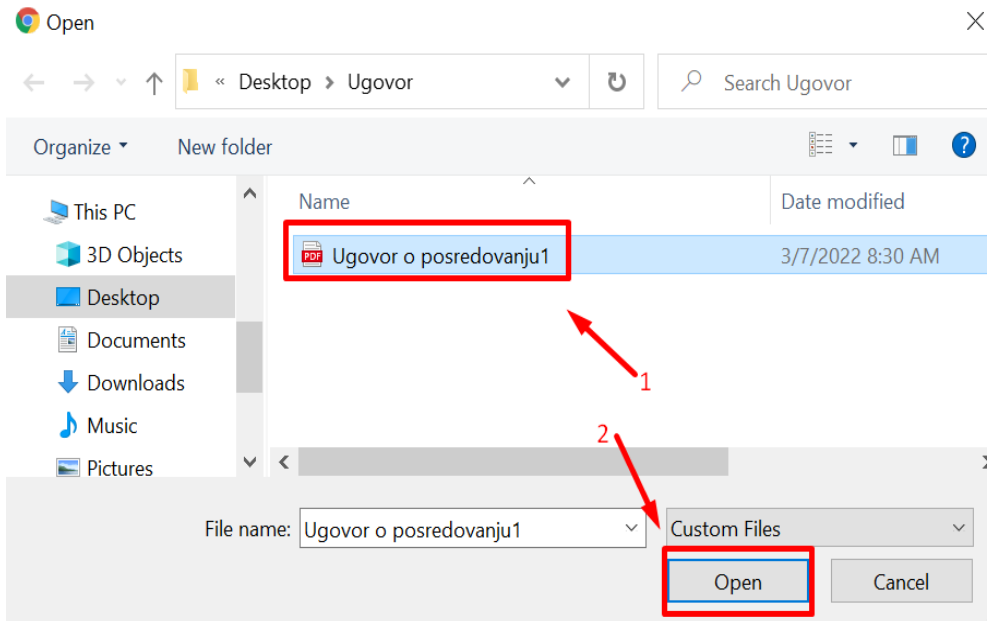 Open
« Desktop > Ugovor
Search Ugovor
Organize
New folder
?
Name
Date modified
This PC
3D Objects
Desktop
Documents
Downloads
Music
Pictures
PDF Ugovor o posredovanju1
3/7/2022 8:30 AM
1
2
File name: Ugovor o posredovanju1
Custom Files
Open
Cancel